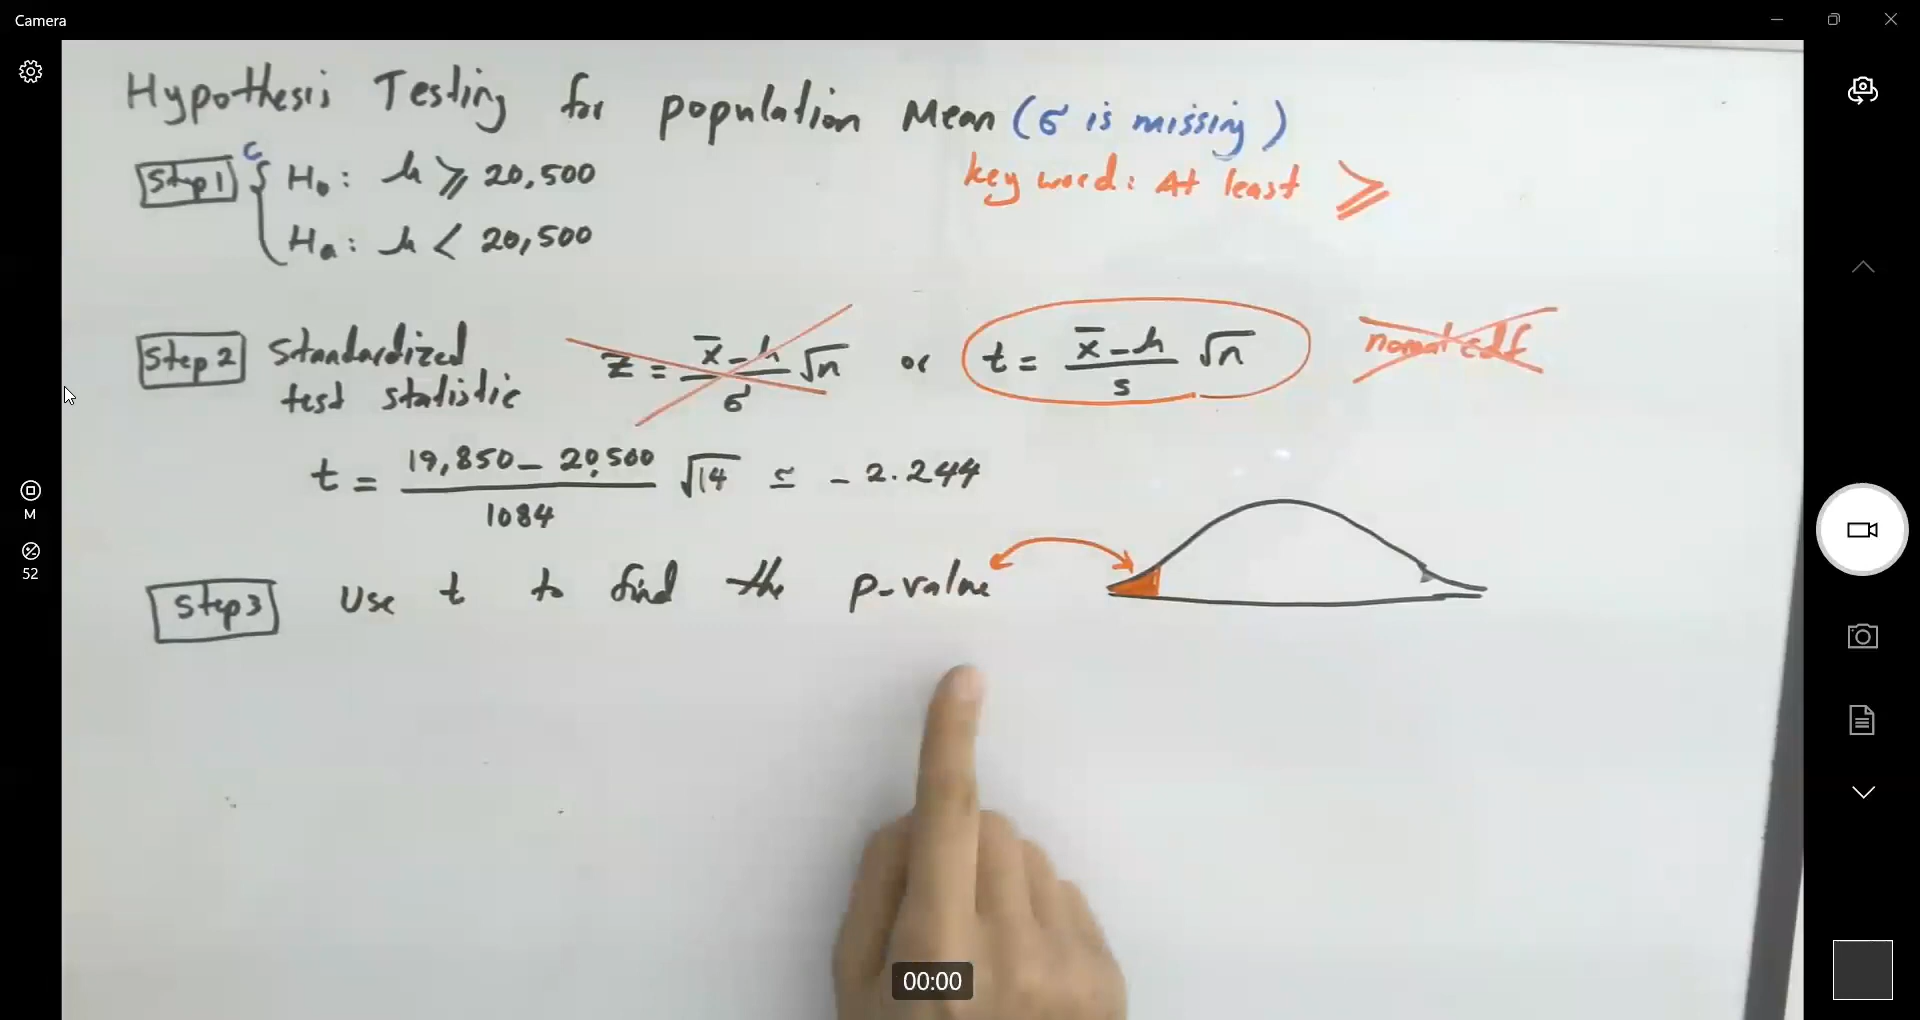 Camera
Hypothesis Testing for population Mean (σ is missing)
Step 1 C H₀: μ ⩾ 20,500 key word: At least ⩾
Hₐ: μ < 20,500
Step 2 Standardized test statistic z = x̄-μ/σ √n or t = x̄-μ/s √n normal cdf
t = 19,850-20,500/1084 √14 ≃ -2.244
Step 3 Use t to find the p-value
M
52
00:00